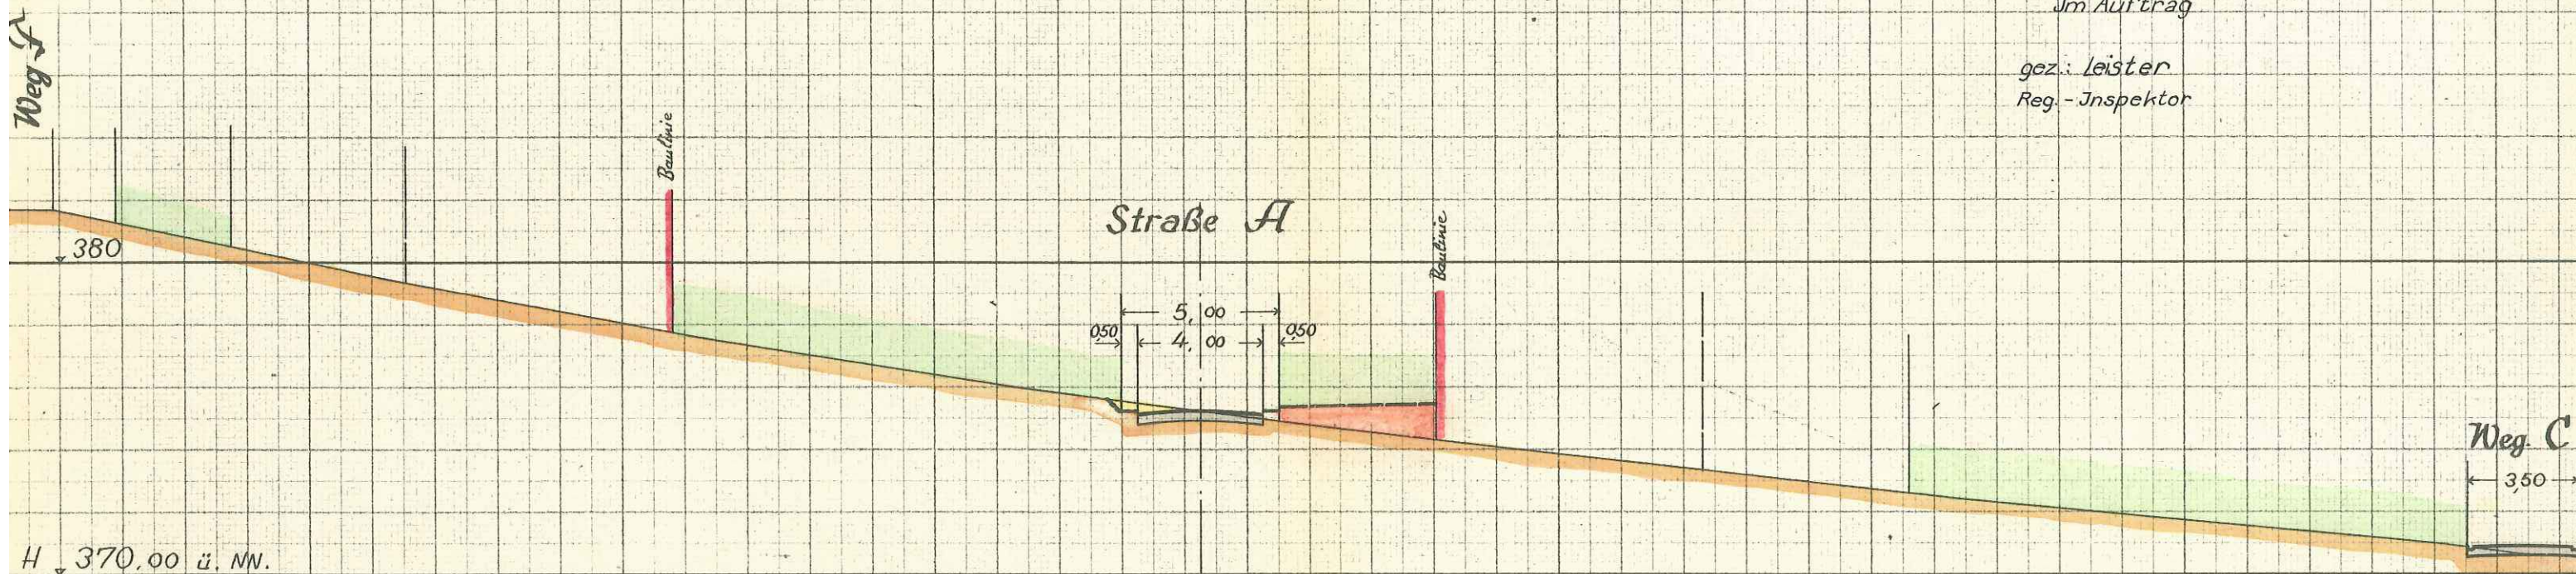 Jm Auftrag
gez.: Leister
Reg.-Jnspektor
Weg
Baulinie
Straße A
Baulinie
380
5,00
0,50 4,00 0,50
Weg. C
3,50
H 370,00 ü. NN.